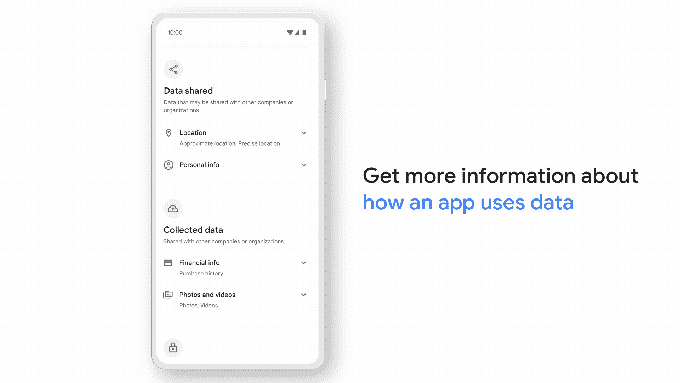 10:00
Data shared
Data that may be shared with other companies or
organizations
Location
Approximate location, Precise location
Personal info
Collected data
Shared with other companies or organizations
Financial info
Purchase history
Photos and videos
Photos, Videos
Get more information about
how an app uses data